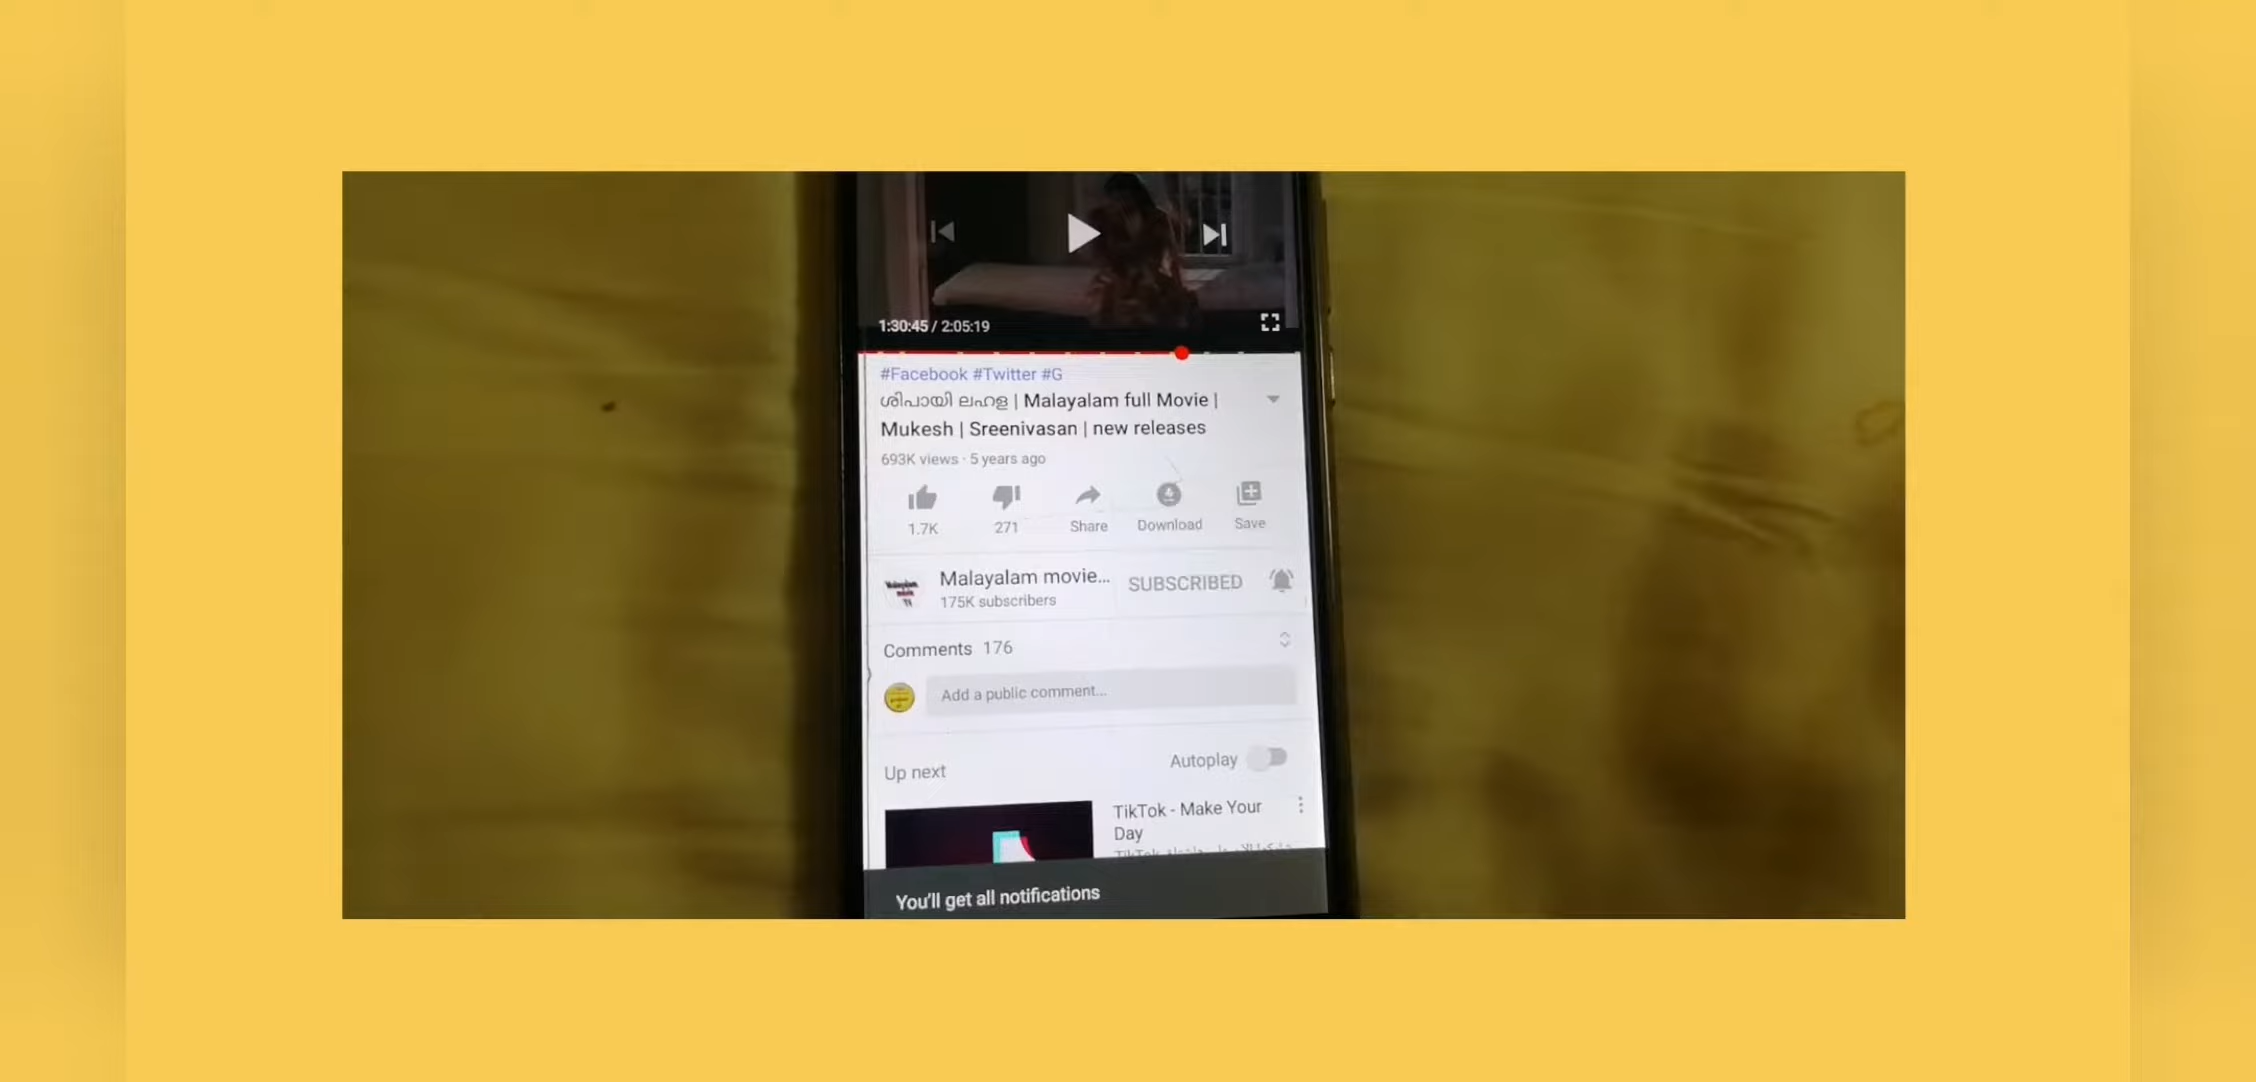 1:30:45 / 2:05:19
#Facebook #Twitter #G
ശിപായി ലഹള | Malayalam full Movie |
Mukesh | Sreenivasan | new releases
693K views · 5 years ago
1.7K 271 Share Download Save
Malayalam movie... SUBSCRIBED
175K subscribers
Comments 176
Add a public comment...
Up next Autoplay
TikTok - Make Your
Day
TikTok
You'll get all notifications